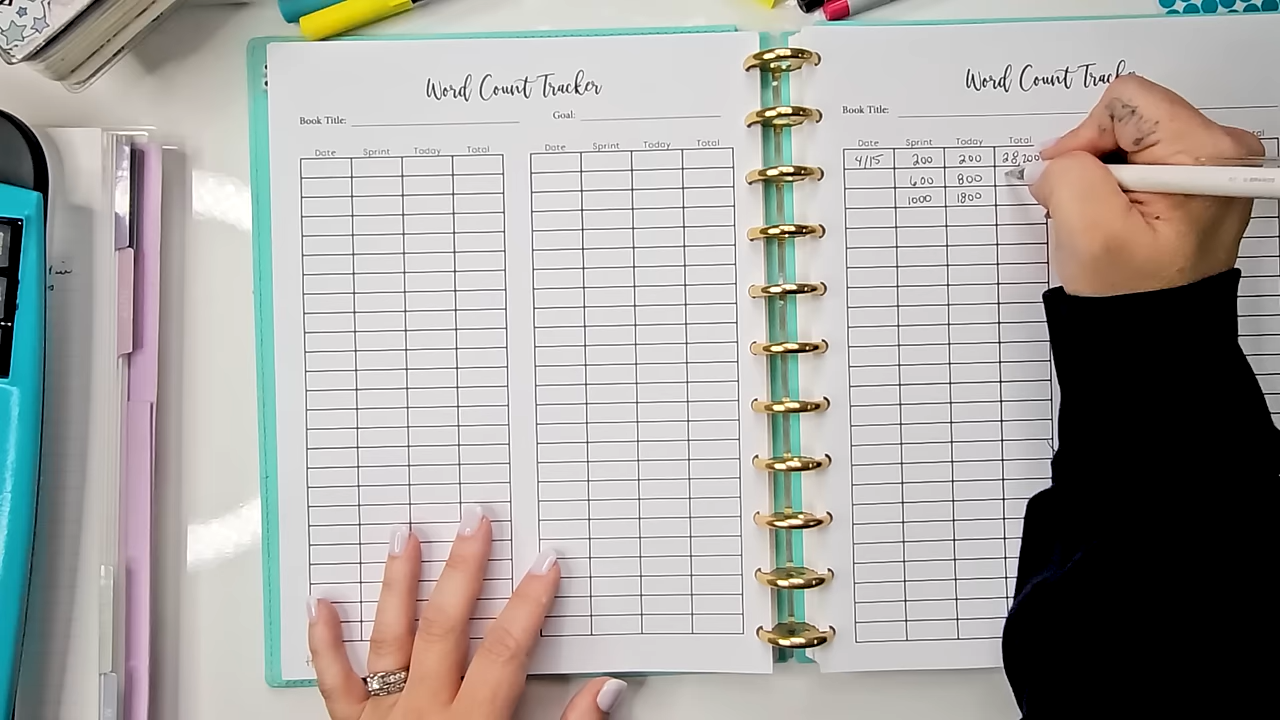 Word Count Tracker
Book Title:
Goal:
Date Sprint Today Total
Date Sprint Today Total
Word Count Tracker
Book Title:
Date Sprint Today Total
4/15 200 200 28,200
600 800
1000 1800